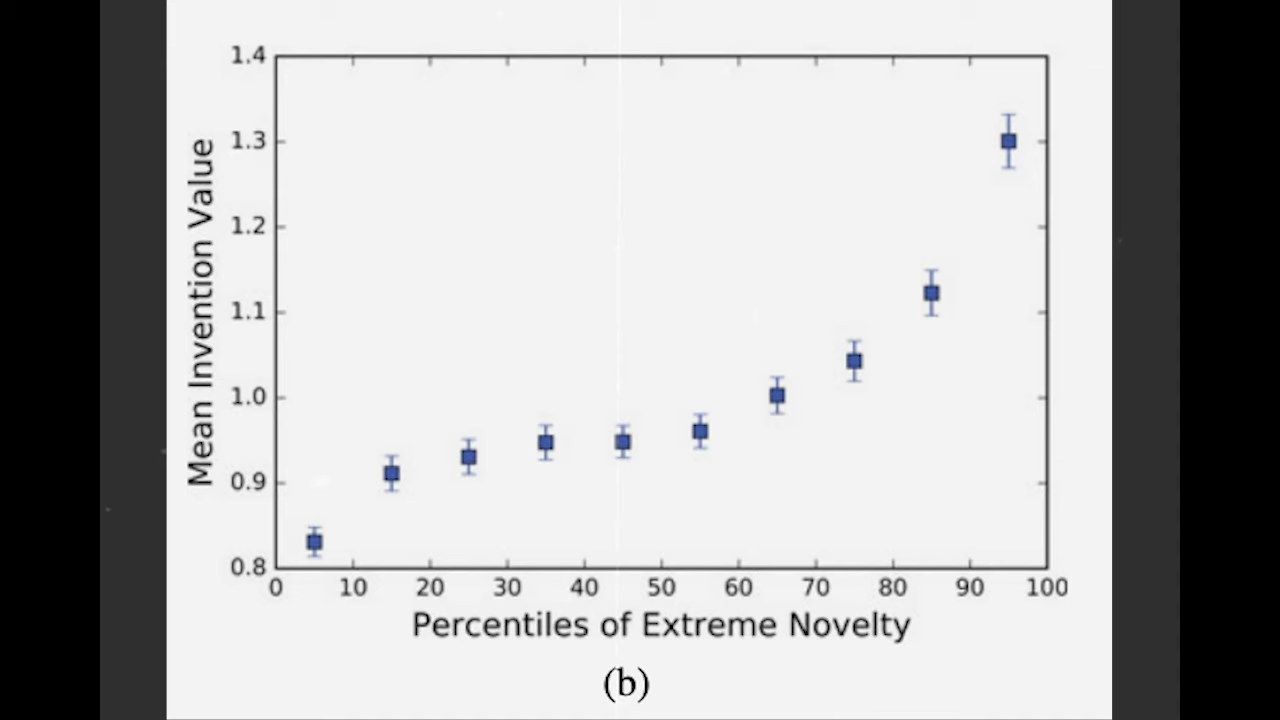 1.4
1.3
1.2
1.1
1.0
0.9
0.8
Mean Invention Value
0 10 20 30 40 50 60 70 80 90 100
Percentiles of Extreme Novelty
(b)